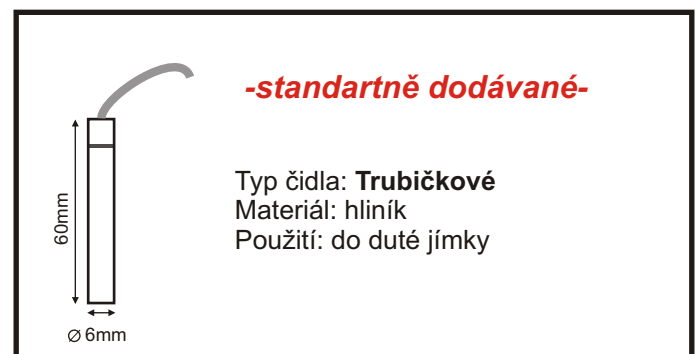 -standartně dodávané-
Typ čidla: Trubičkové
Materiál: hliník
Použití: do duté jímky
60mm
⌀ 6mm